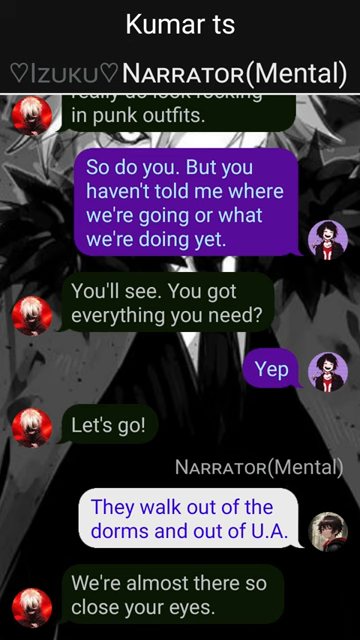 Kumar ts
♡Izuku♡ Narrator(Mental)
really do look rocking
in punk outfits.
So do you. But you
haven't told me where
we're going or what
we're doing yet.
You'll see. You got
everything you need?
Yep
Let's go!
Narrator(Mental)
They walk out of the
dorms and out of U.A.
We're almost there so
close your eyes.